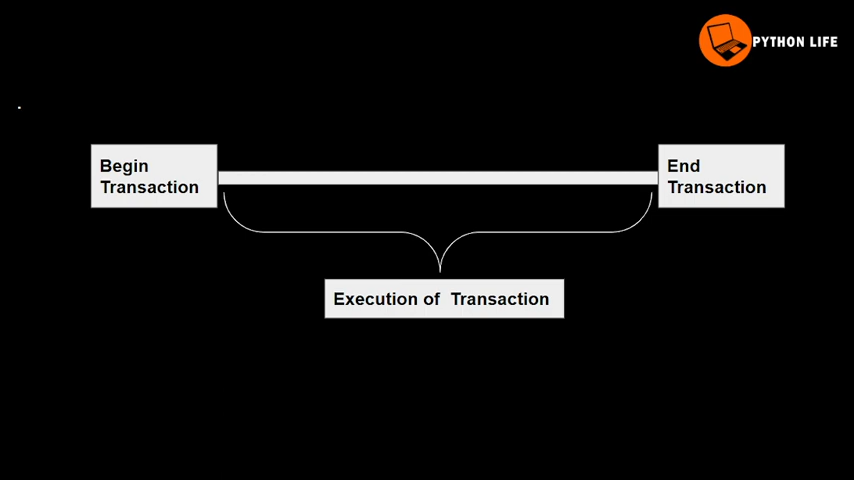 PYTHON LIFE
Begin
Transaction
End
Transaction
Execution of Transaction